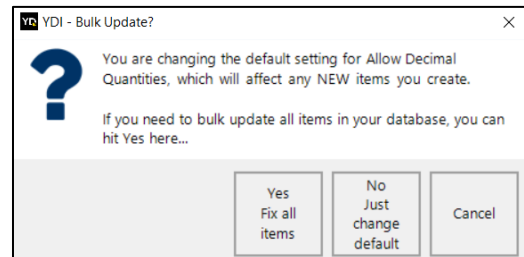 YD YDI - Bulk Update?
You are changing the default setting for Allow Decimal
Quantities, which will affect any NEW items you create.
If you need to bulk update all items in your database, you can
hit Yes here...
Yes
Fix all
items
No
Just
change
default
Cancel